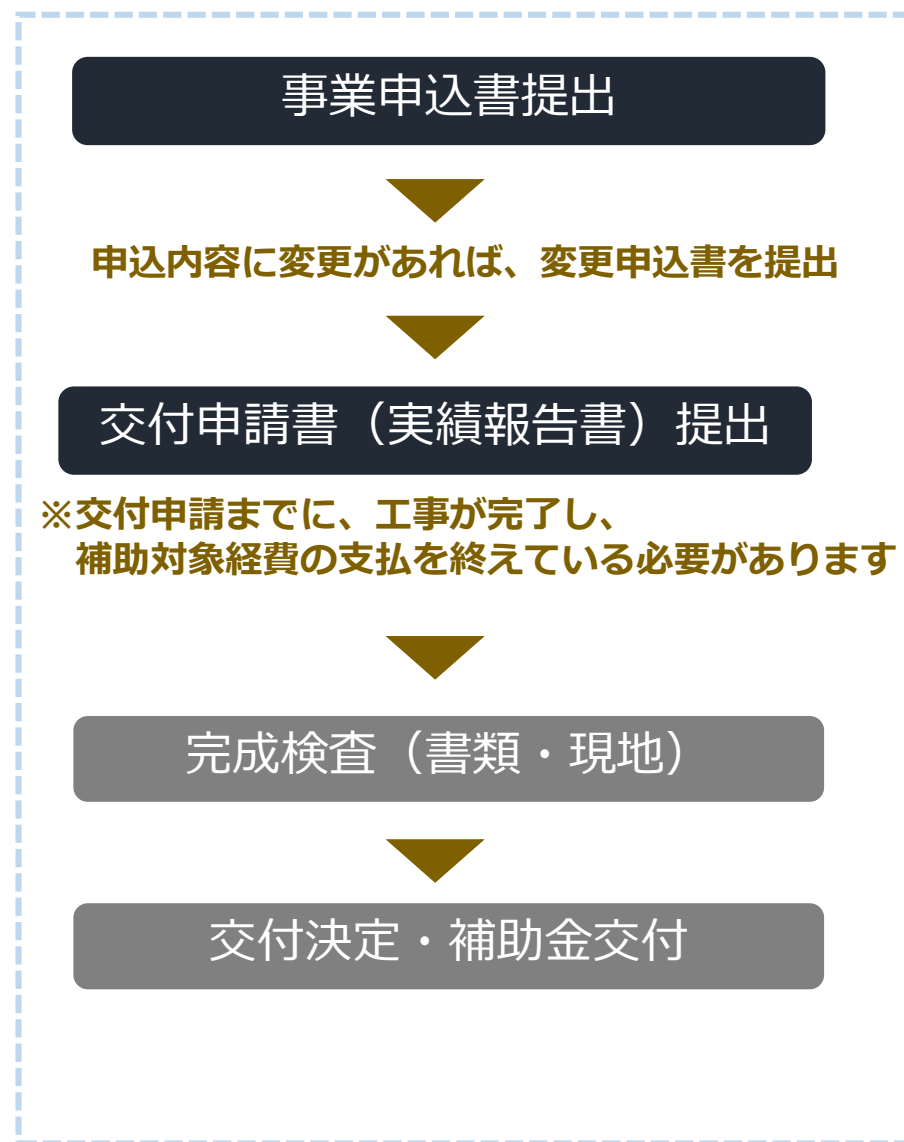 事業申込書提出
申込内容に変更があれば、変更申込書を提出
交付申請書（実績報告書）提出
※交付申請までに、工事が完了し、
補助対象経費の支払を終えている必要があります
完成検査（書類・現地）
交付決定・補助金交付